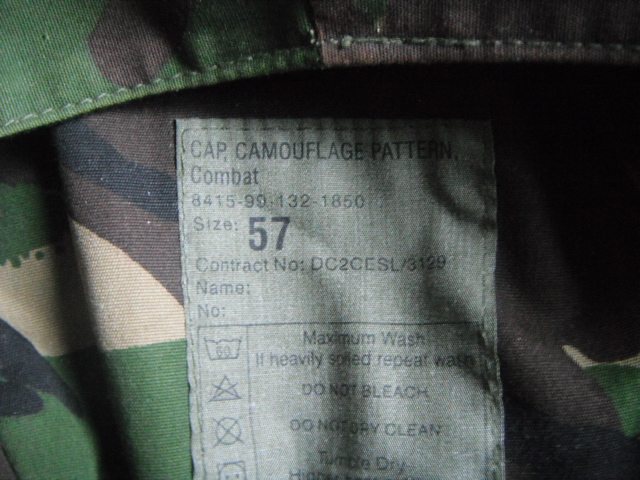 CAP, CAMOUFLAGE PATTERN,
Combat
8415-99-132-1850
Size: 57
Contract No: DC2CESL/3129
Name:
No:
Maximum Wash
If heavily soiled repeat wash
DO NOT BLEACH
DO NOT DRY CLEAN
Tumble Dry